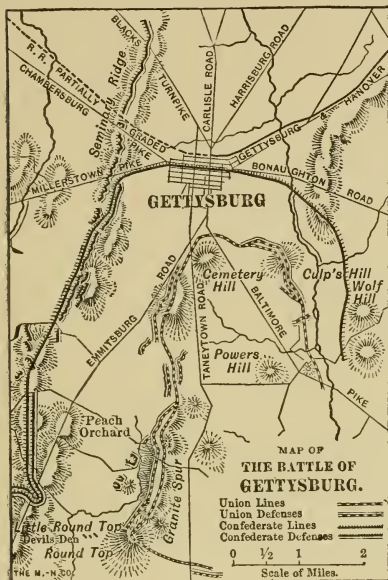 BLACKS
TURNPIKE
CARLISLE ROAD
HARRISBURG ROAD
R. R. PARTIALLY
GRADED
CHAMBERSBURG
PIKE
Seminary Ridge
GETTYSBURG & HANOVER
MILLERSTOWN PIKE
BONAUGHTON
ROAD
GETTYSBURG
EMMITSBURG ROAD
TANEYTOWN ROAD
Cemetery
Hill
BALTIMORE
PIKE
Culp's Hill
Wolf
Hill
Powers
Hill
Peach
Orchard
Granite Spur
Little Round Top
Devils Den
Round Top
MAP OF
THE BATTLE OF
GETTYSBURG.
Union Lines
Union Defenses
Confederate Lines
Confederate Defenses
0 ½ 1 2
Scale of Miles.
THE M.-N. CO.